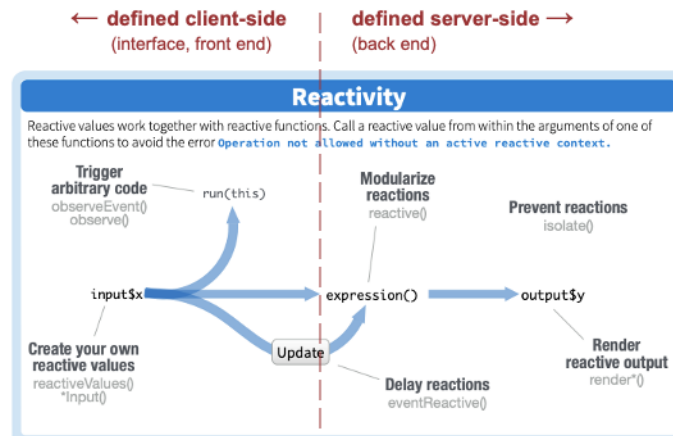 ← defined client-side
(interface, front end)
defined server-side →
(back end)
Reactivity
Reactive values work together with reactive functions. Call a reactive value from within the arguments of one of
these functions to avoid the error Operation not allowed without an active reactive context.
Trigger
arbitrary code
observeEvent()
observe()
run(this)
Modularize
reactions
reactive()
Prevent reactions
isolate()
input$x
expression()
output$y
Create your own
reactive values
reactiveValues()
*Input()
Update
Delay reactions
eventReactive()
Render
reactive output
render*()